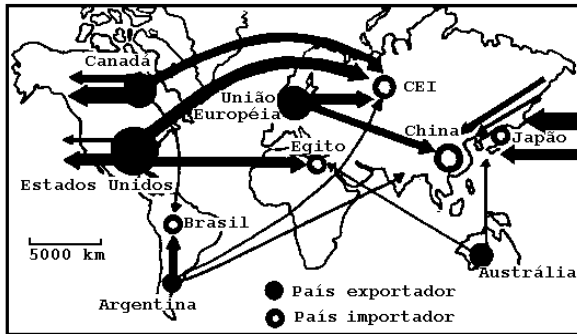 Canadá
CEI
União
Européia
China
Egito
Japão
Estados Unidos
Brasil
5000 km
Austrália
País exportador
Argentina
País importador